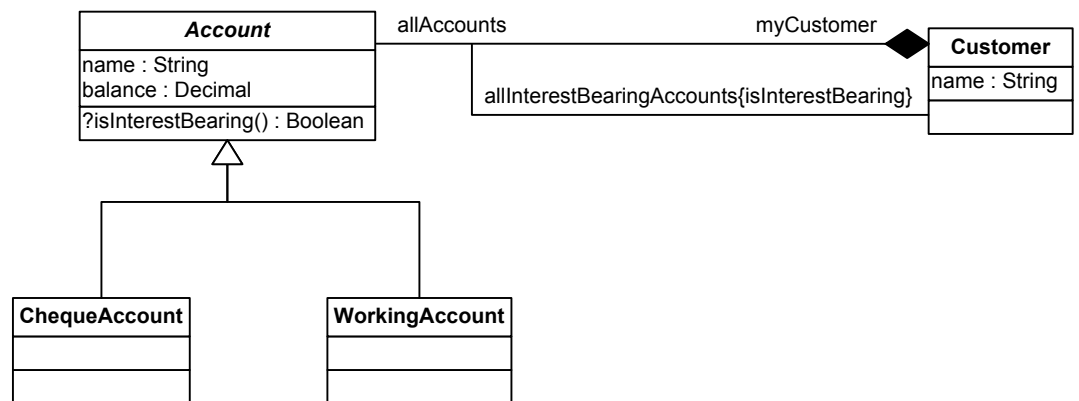 Account
name : String
balance : Decimal
?isInterestBearing() : Boolean
allAccounts
myCustomer
allInterestBearingAccounts{isInterestBearing}
Customer
name : String
ChequeAccount
WorkingAccount